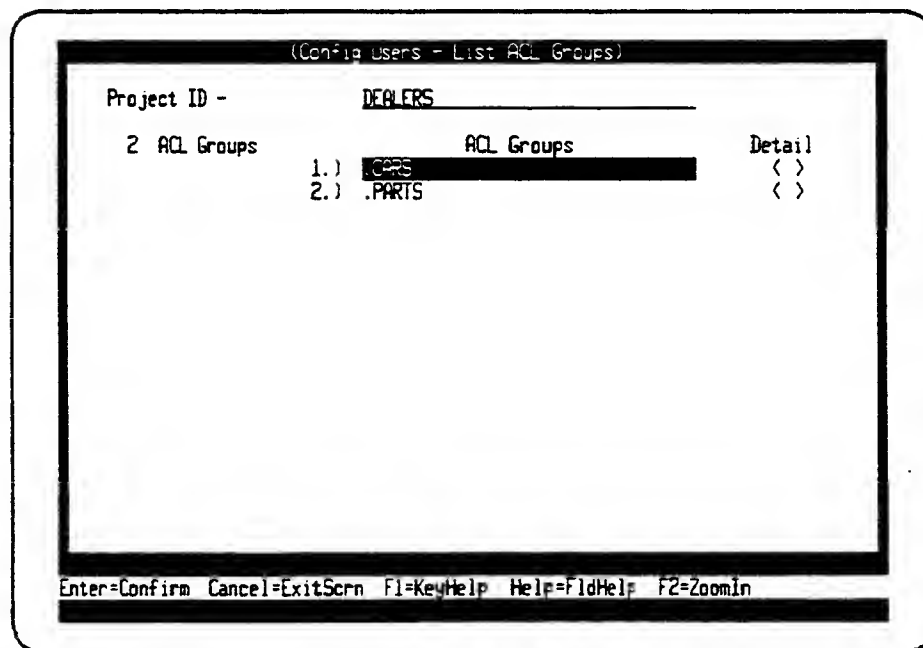 (Config Users - List ACL Groups)
Project ID - DEALERS
2 ACL Groups ACL Groups Detail
1.) .CARS < >
2.) .PARTS < >
Enter=Confirm Cancel=ExitScrn F1=KeyHelp Help=FldHelp F2=ZoomIn